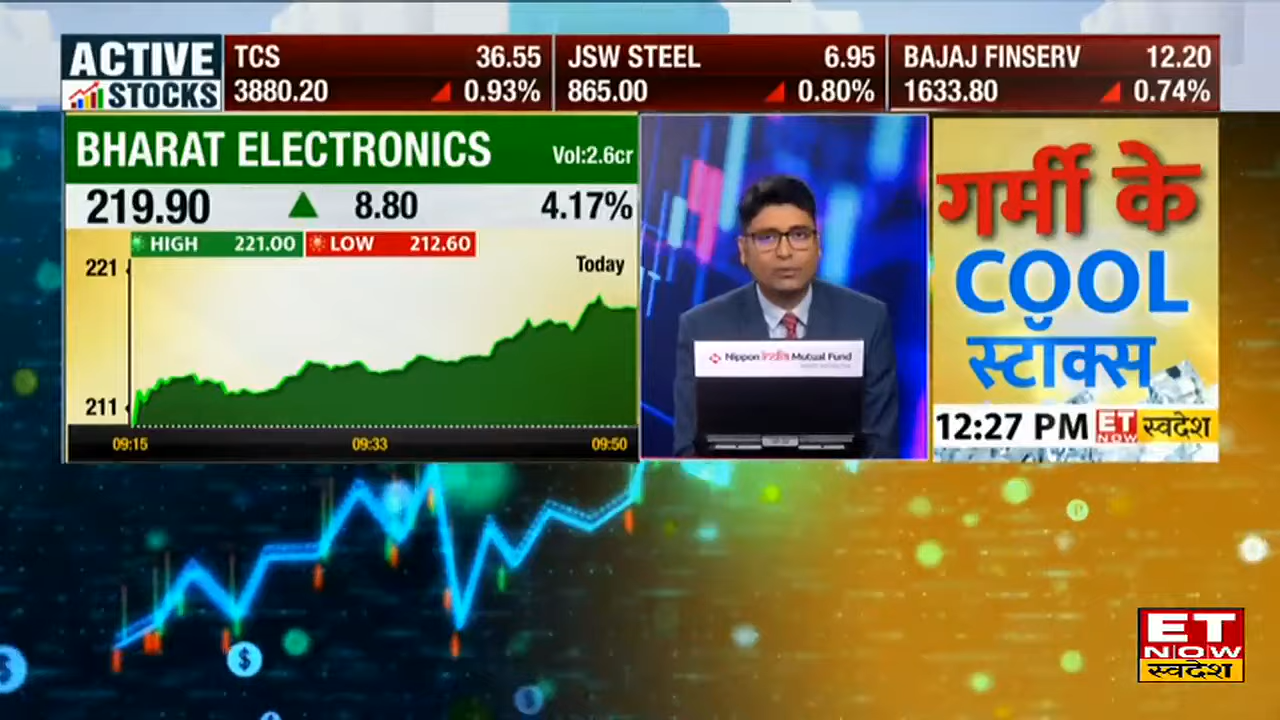 ACTIVE
STOCKS
TCS 36.55
3880.20 0.93%
JSW STEEL 6.95
865.00 0.80%
BAJAJ FINSERV 12.20
1633.80 0.74%
BHARAT ELECTRONICS Vol:2.6cr
219.90 8.80 4.17%
HIGH 221.00 LOW 212.60
Today
221
211
09:15 09:33 09:50
Nippon india Mutual Fund
गर्मी के
COOL
स्टॉक्स
12:27 PM ET NOW स्वदेश
$
$
$
P
ET
NOW
स्वदेश